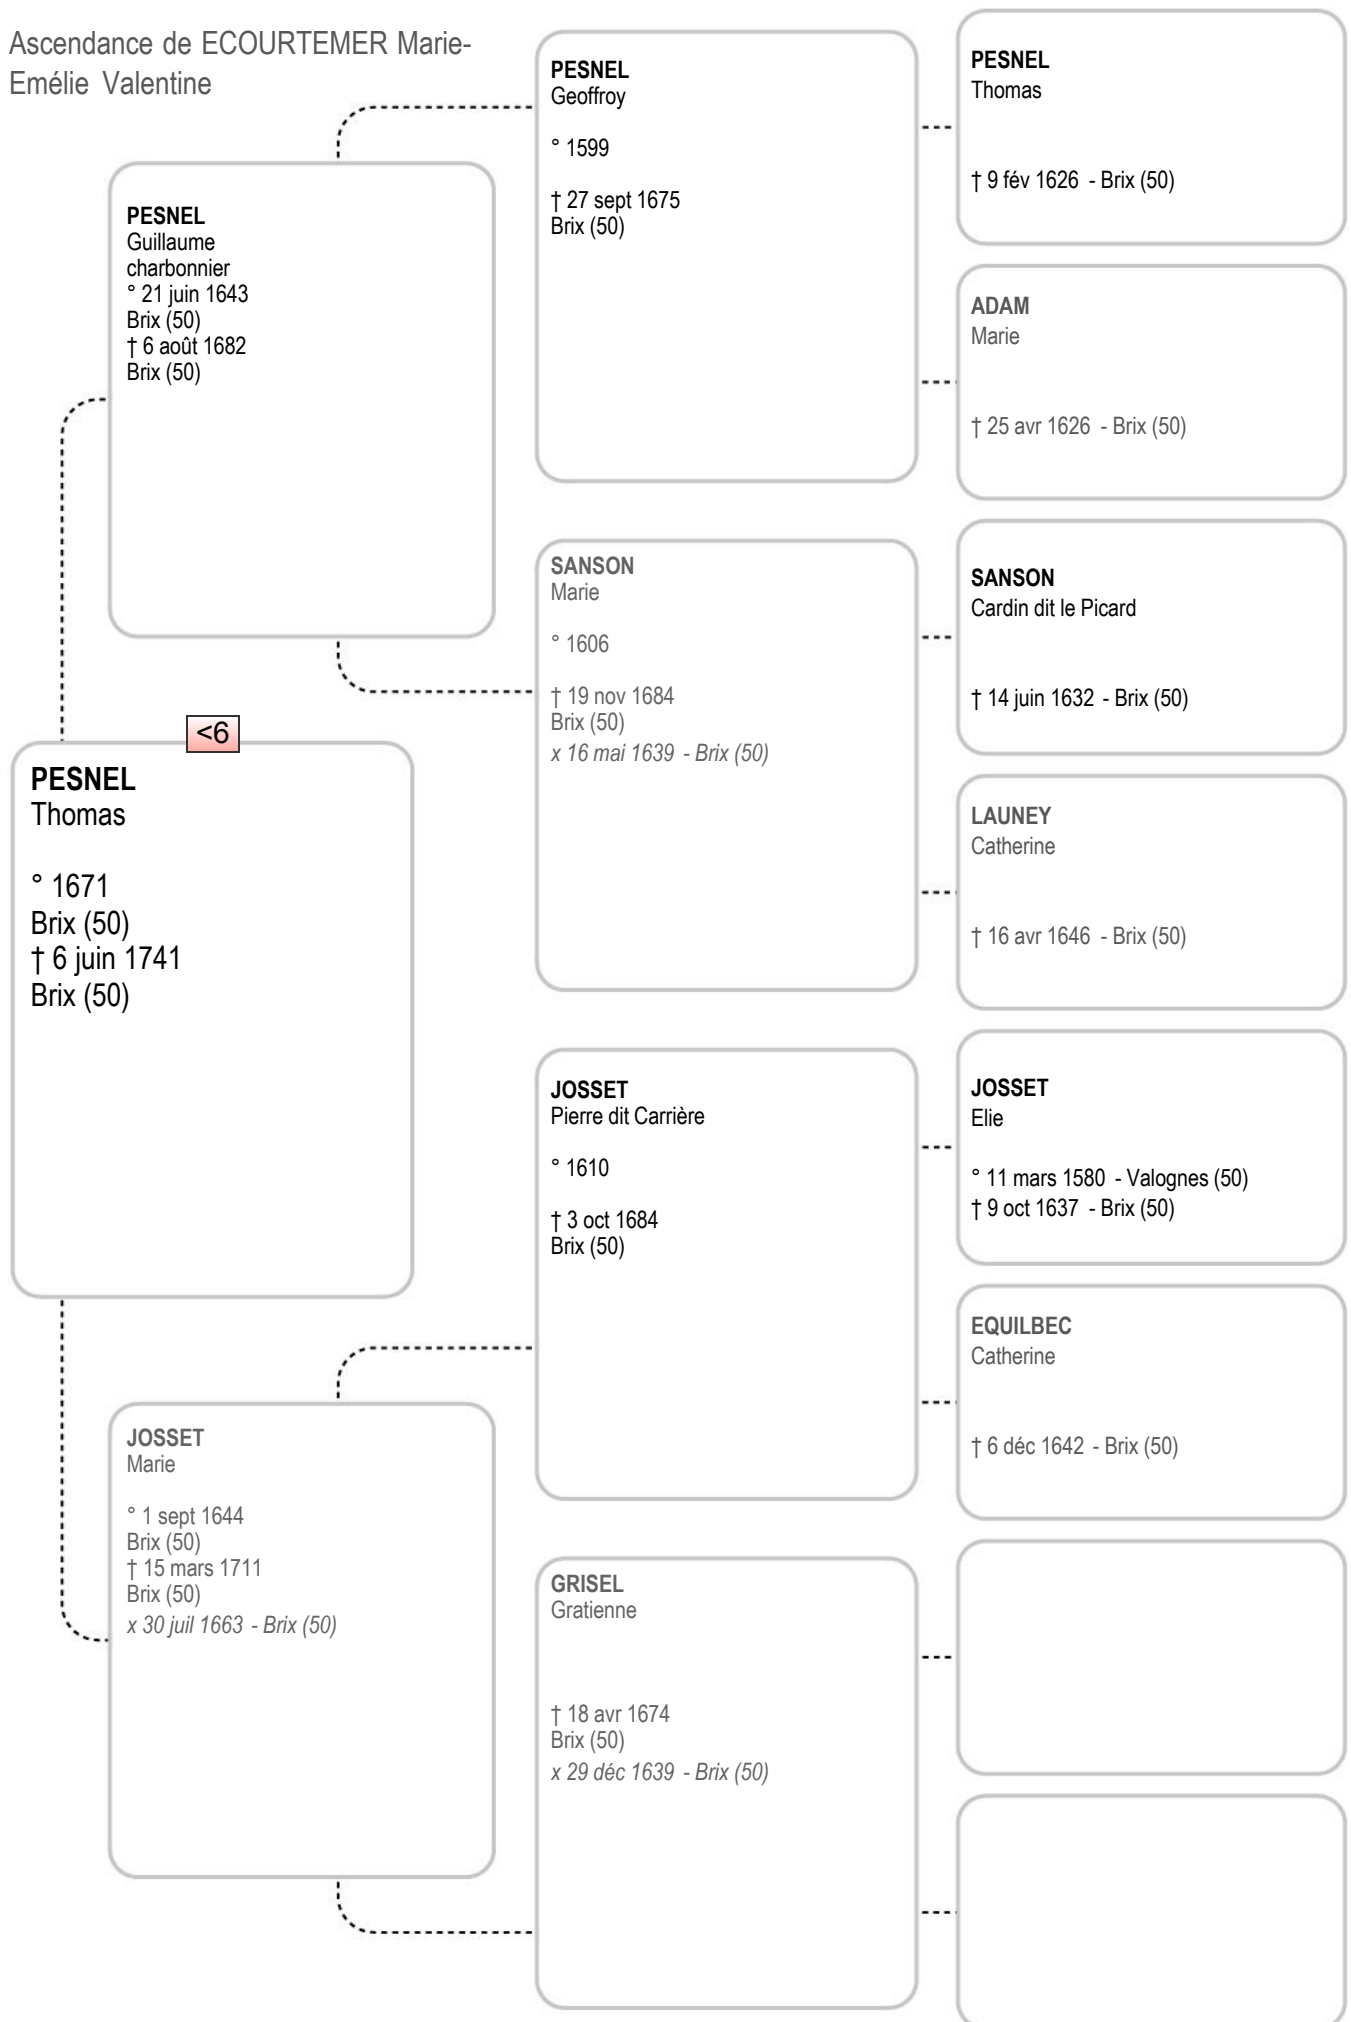 Ascendance de ECOURTEMER Marie-
Emélie Valentine
PESNEL
Guillaume
charbonnier
° 21 juin 1643
Brix (50)
† 6 août 1682
Brix (50)
<6
PESNEL
Thomas
° 1671
Brix (50)
† 6 juin 1741
Brix (50)
JOSSET
Marie
° 1 sept 1644
Brix (50)
† 15 mars 1711
Brix (50)
x 30 juil 1663 - Brix (50)
PESNEL
Geoffroy
° 1599
† 27 sept 1675
Brix (50)
SANSON
Marie
° 1606
† 19 nov 1684
Brix (50)
x 16 mai 1639 - Brix (50)
JOSSET
Pierre dit Carrière
° 1610
† 3 oct 1684
Brix (50)
GRISEL
Gratienne
† 18 avr 1674
Brix (50)
x 29 déc 1639 - Brix (50)
PESNEL
Thomas
† 9 fév 1626 - Brix (50)
ADAM
Marie
† 25 avr 1626 - Brix (50)
SANSON
Cardin dit le Picard
† 14 juin 1632 - Brix (50)
LAUNEY
Catherine
† 16 avr 1646 - Brix (50)
JOSSET
Elie
° 11 mars 1580 - Valognes (50)
† 9 oct 1637 - Brix (50)
EQUILBEC
Catherine
† 6 déc 1642 - Brix (50)